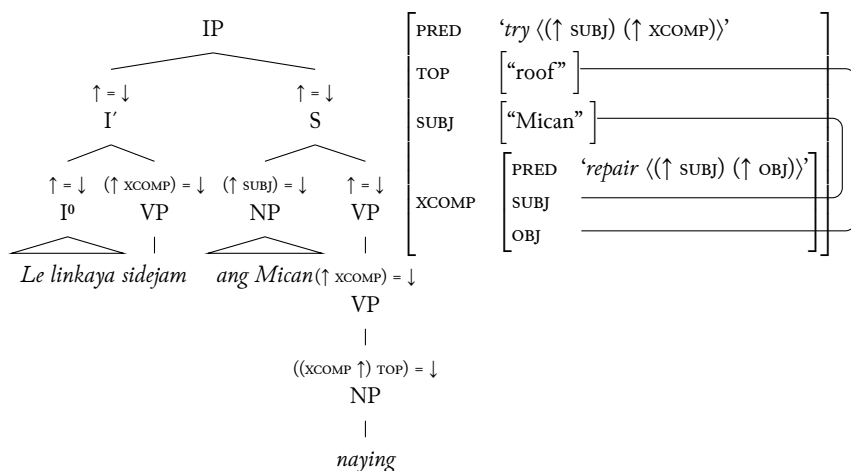 IP
↑ = ↓ ↑ = ↓
I′ S
↑ = ↓ (↑ XCOMP) = ↓ (↑ SUBJ) = ↓ ↑ = ↓
I⁰ VP NP VP
Le linkaya sidejam ang Mican (↑ XCOMP) = ↓
VP
((XCOMP ↑) TOP) = ↓
NP
naying
PRED ‘try ⟨(↑ SUBJ) (↑ XCOMP)⟩’
TOP [“roof”]
SUBJ [“Mican”]
XCOMP
PRED ‘repair ⟨(↑ SUBJ) (↑ OBJ)⟩’
SUBJ
OBJ